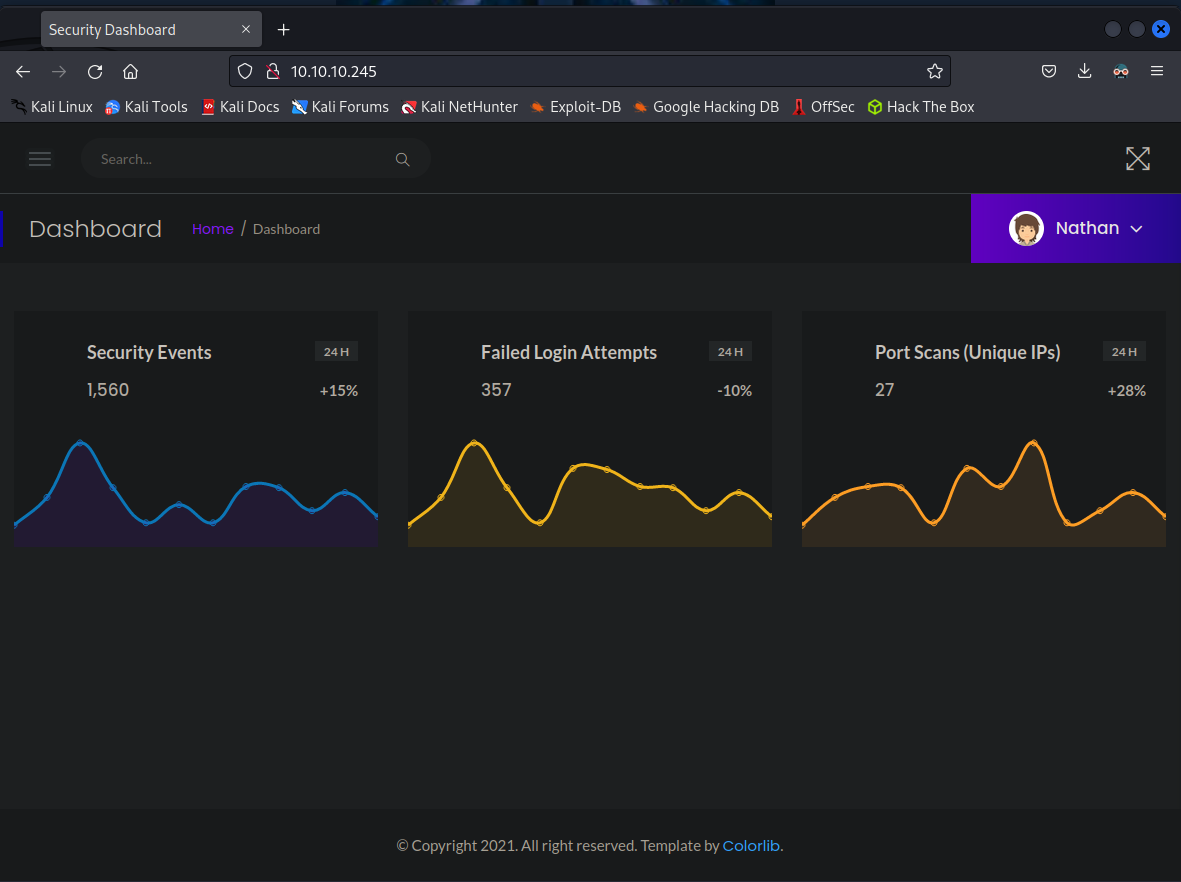 Security Dashboard
10.10.10.245
Kali Linux Kali Tools Kali Docs Kali Forums Kali NetHunter Exploit-DB Google Hacking DB OffSec Hack The Box
Search...
Dashboard Home / Dashboard Nathan
Security Events 24 H
1,560 +15%
Failed Login Attempts 24 H
357 -10%
Port Scans (Unique IPs) 24 H
27 +28%
© Copyright 2021. All right reserved. Template by Colorlib.